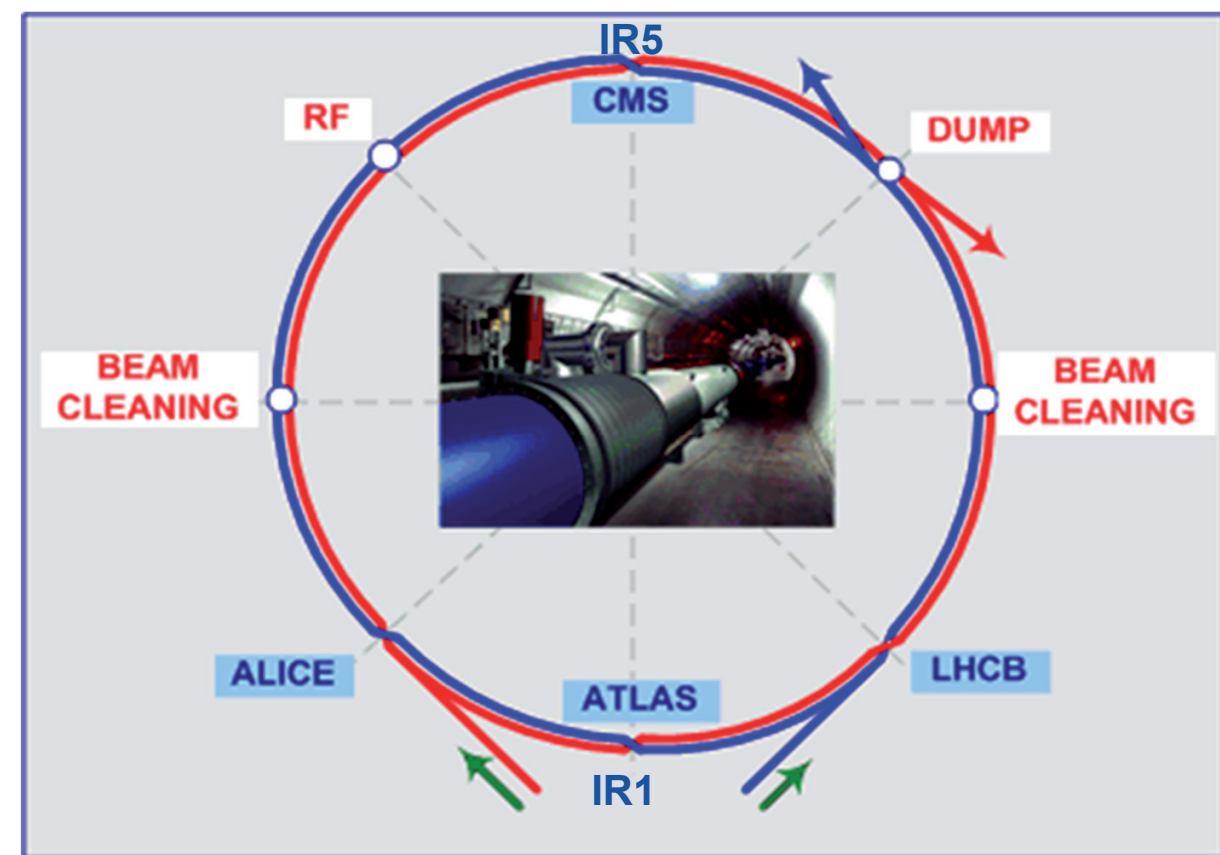 IR5
CMS
RF
DUMP
BEAM
CLEANING
BEAM
CLEANING
ALICE
ATLAS
LHCB
IR1